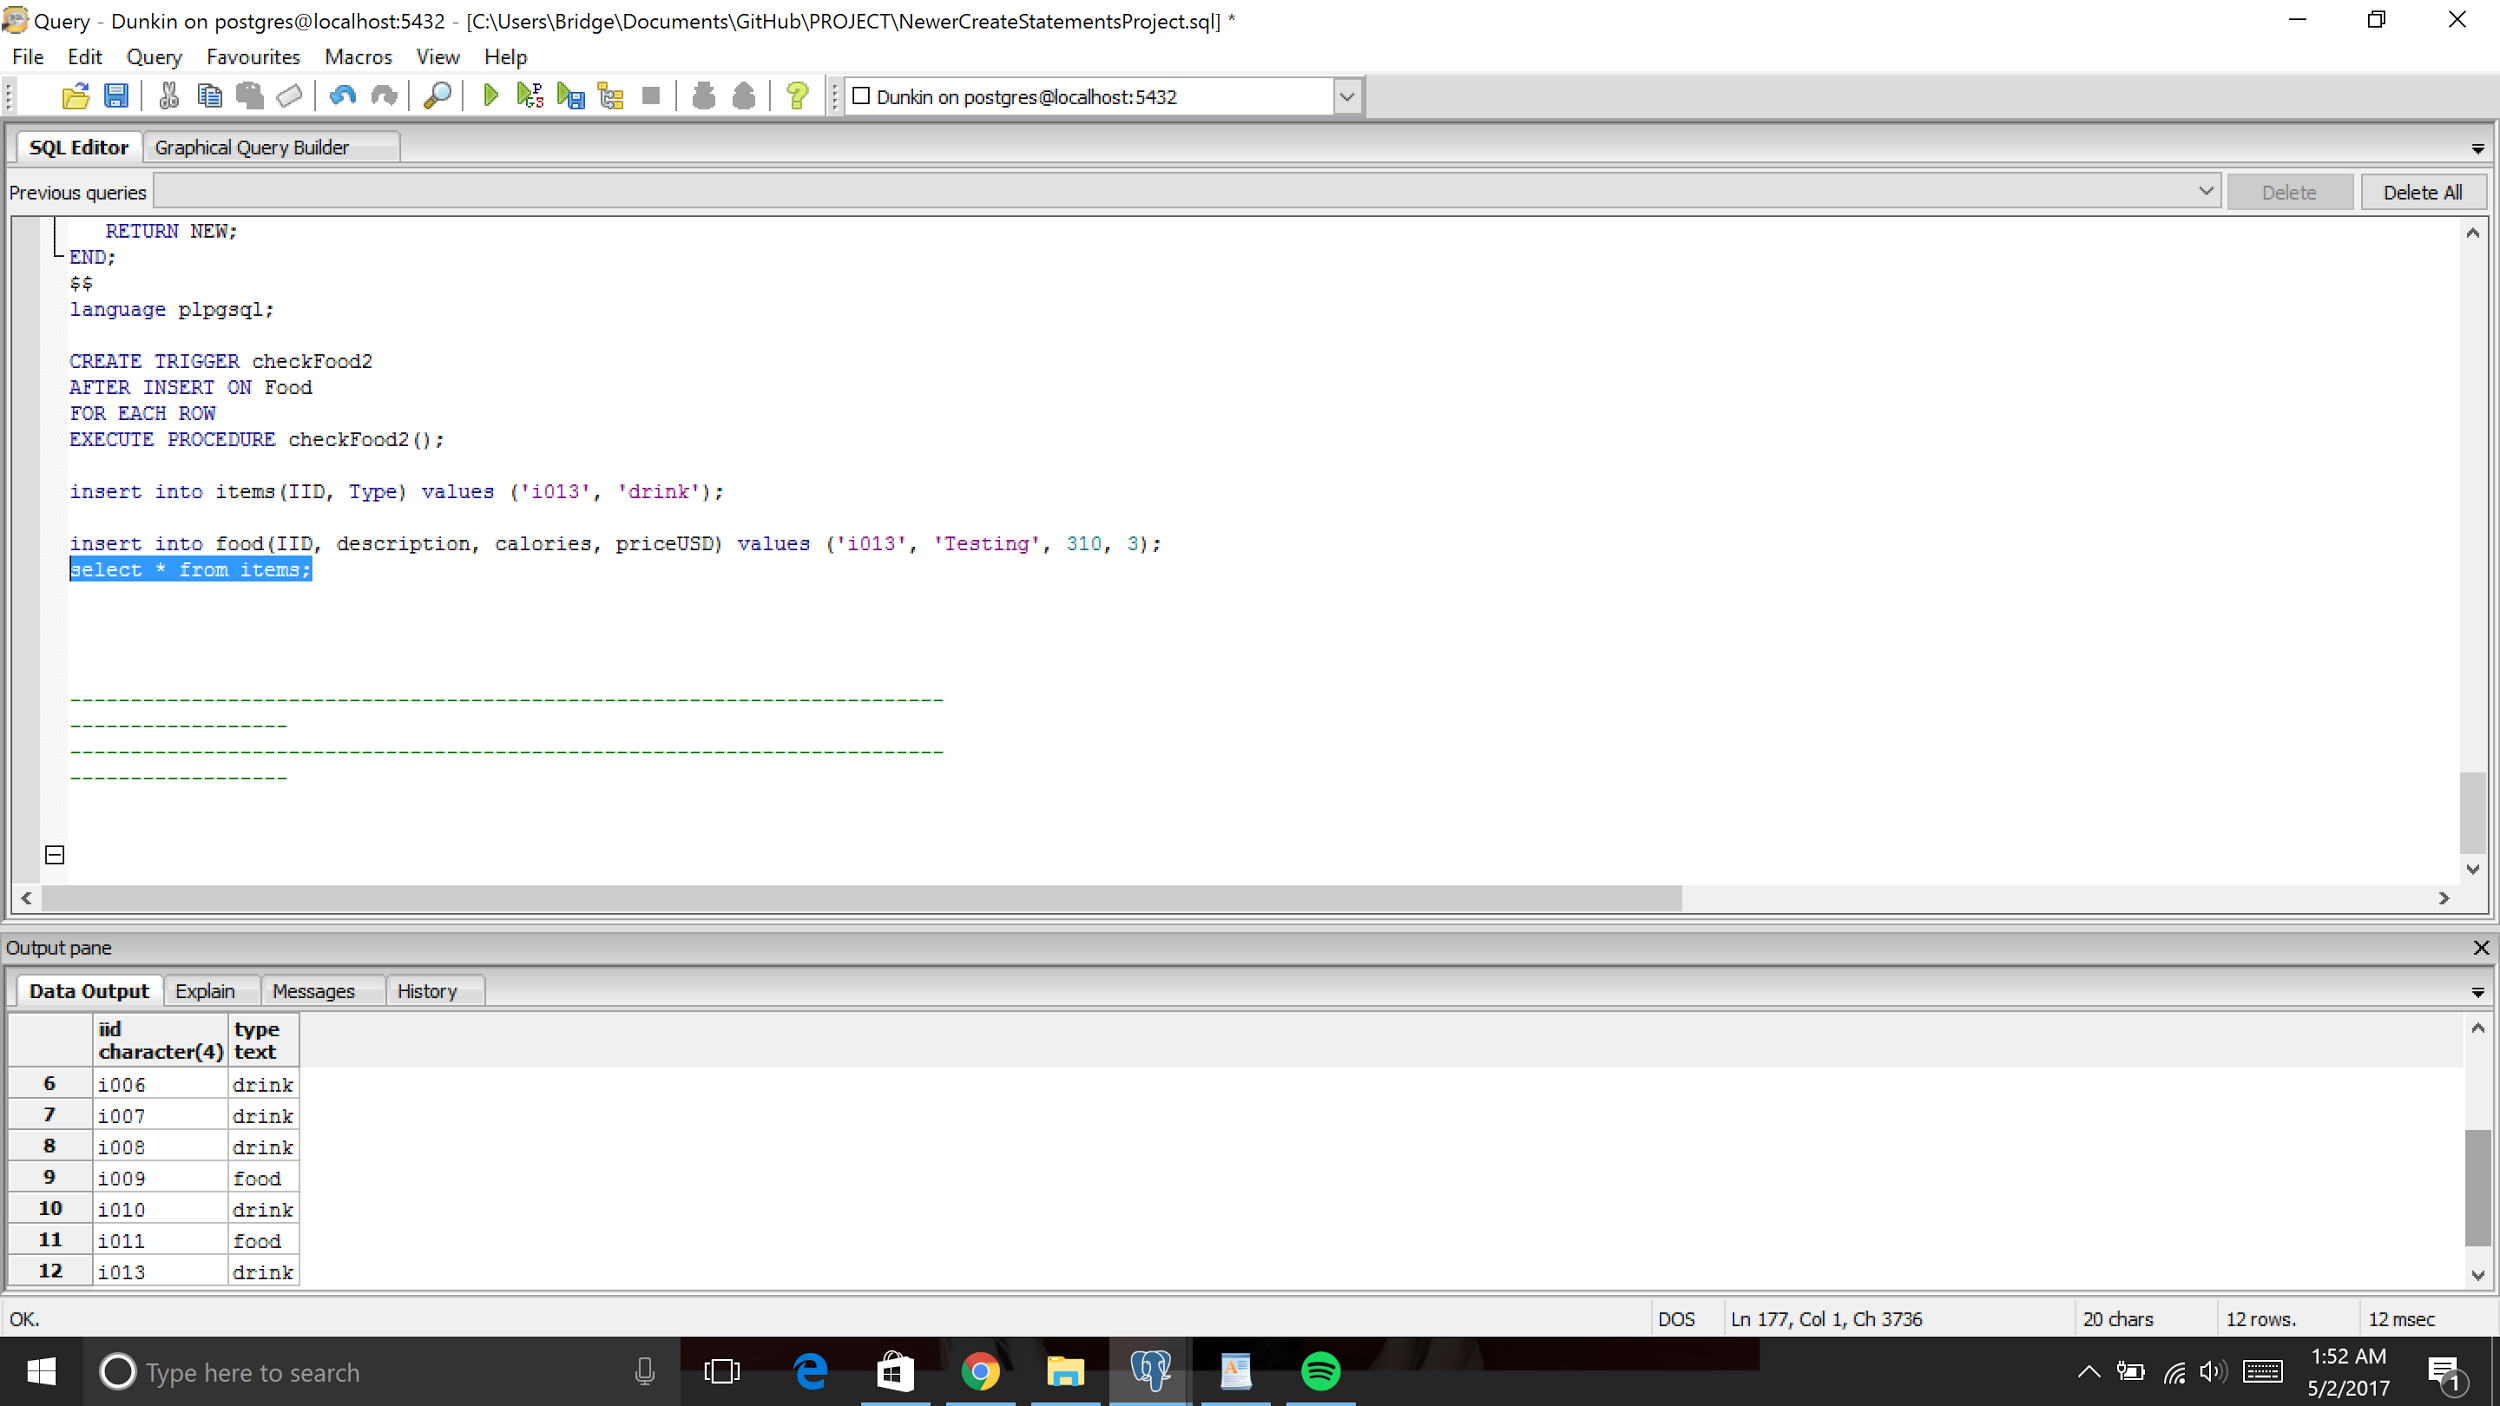 Query - Dunkin on postgres@localhost:5432 - [C:\Users\Bridge\Documents\GitHub\PROJECT\NewerCreateStatementsProject.sql] *
File Edit Query Favourites Macros View Help
Dunkin on postgres@localhost:5432
SQL Editor Graphical Query Builder
Previous queries Delete Delete All
RETURN NEW;
END;
$$
language plpgsql;
CREATE TRIGGER checkFood2
AFTER INSERT ON Food
FOR EACH ROW
EXECUTE PROCEDURE checkFood2();
insert into items(IID, Type) values ('i013', 'drink');
insert into food(IID, description, calories, priceUSD) values ('i013', 'Testing', 310, 3);
select * from items;
------------------------------------------------------------------------
------------------
------------------------------------------------------------------------
------------------
Output pane
Data Output Explain Messages History
iid type
character(4) text
6 i006 drink
7 i007 drink
8 i008 drink
9 i009 food
10 i010 drink
11 i011 food
12 i013 drink
OK. DOS Ln 177, Col 1, Ch 3736 20 chars 12 rows. 12 msec
Type here to search
1:52 AM
5/2/2017
1